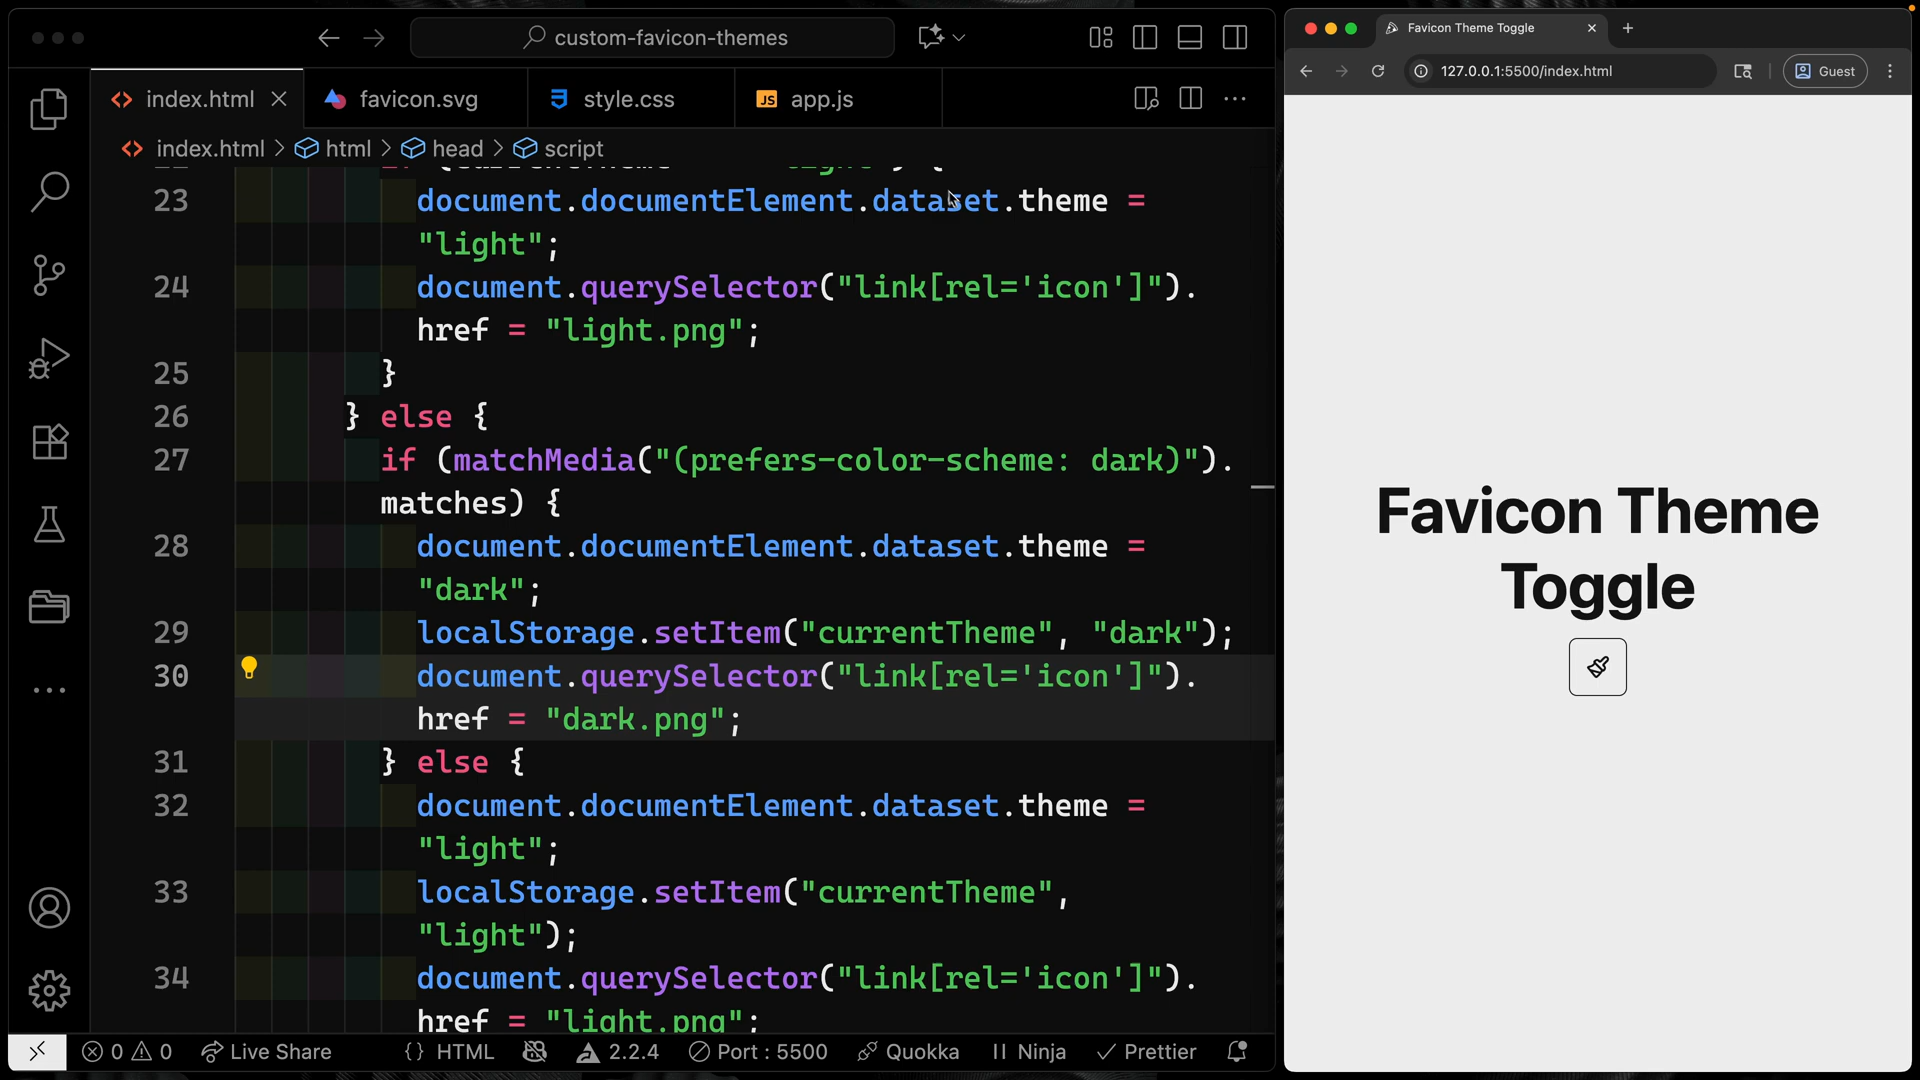 custom-favicon-themes
index.html
favicon.svg
style.css
JS app.js
index.html > html > head > script
23 document.documentElement.dataset.theme =
"light";
24 document.querySelector("link[rel='icon']").
href = "light.png";
25 }
26 } else {
27 if (matchMedia("(prefers-color-scheme: dark)").
matches) {
28 document.documentElement.dataset.theme =
"dark";
29 localStorage.setItem("currentTheme", "dark");
30 document.querySelector("link[rel='icon']").
href = "dark.png";
31 } else {
32 document.documentElement.dataset.theme =
"light";
33 localStorage.setItem("currentTheme",
"light");
34 document.querySelector("link[rel='icon']").
href = "light.png";
0 0 Live Share {} HTML 2.2.4 Port : 5500 Quokka Ninja Prettier
Favicon Theme Toggle
127.0.0.1:5500/index.html
Guest
Favicon Theme
Toggle